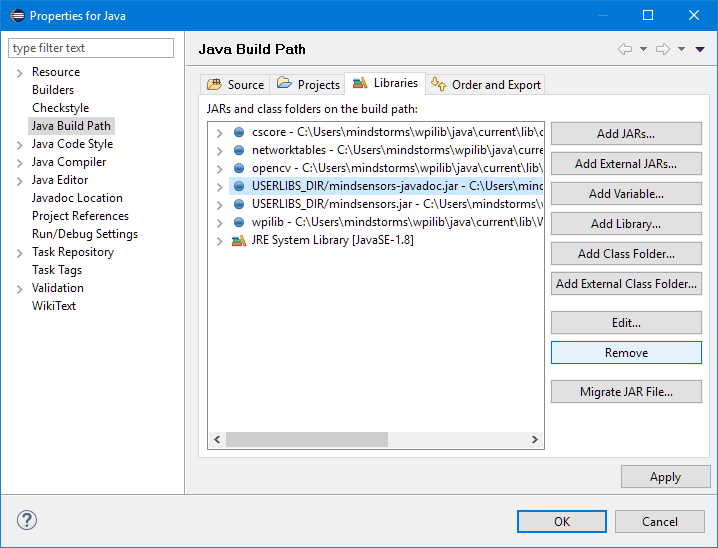 Properties for Java
type filter text
Resource
Builders
Checkstyle
Java Build Path
Java Code Style
Java Compiler
Java Editor
Javadoc Location
Project References
Run/Debug Settings
Task Repository
Task Tags
Validation
WikiText
Java Build Path
Source
Projects
Libraries
Order and Export
JARs and class folders on the build path:
cscore - C:\Users\mindstorms\wpilib\java\current\lib\c
networktables - C:\Users\mindstorms\wpilib\java\curre
opencv - C:\Users\mindstorms\wpilib\java\current\lib\
USERLIBS_DIR/mindsensors-javadoc.jar - C:\Users\mind
USERLIBS_DIR/mindsensors.jar - C:\Users\mindstorms\
wpilib - C:\Users\mindstorms\wpilib\java\current\lib\W
JRE System Library [JavaSE-1.8]
Add JARs...
Add External JARs...
Add Variable...
Add Library...
Add Class Folder...
Add External Class Folder...
Edit...
Remove
Migrate JAR File...
Apply
?
OK
Cancel